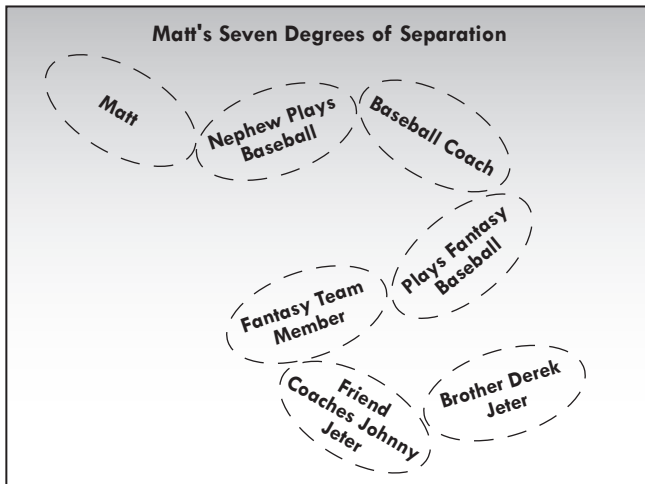 Matt's Seven Degrees of Separation
Matt
Nephew Plays
Baseball
Baseball Coach
Plays Fantasy
Baseball
Fantasy Team
Member
Friend
Coaches Johnny
Jeter
Brother Derek
Jeter